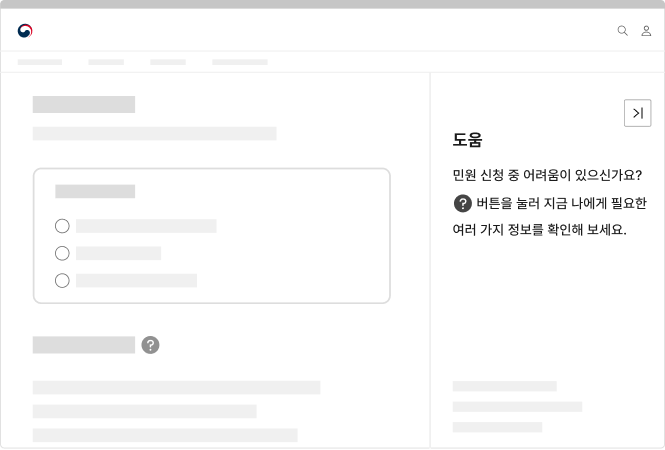 도움
민원 신청 중 어려움이 있으신가요?
? 버튼을 눌러 지금 나에게 필요한
여러 가지 정보를 확인해 보세요.
?